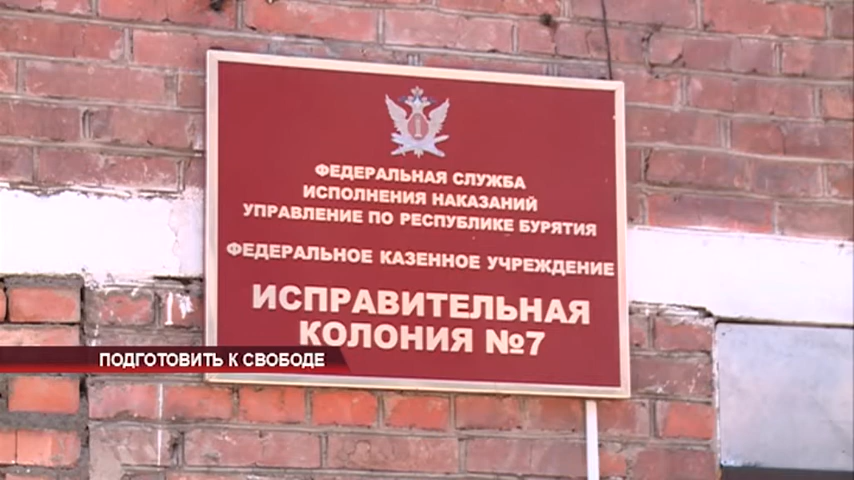 ФЕДЕРАЛЬНАЯ СЛУЖБА
ИСПОЛНЕНИЯ НАКАЗАНИЙ
УПРАВЛЕНИЕ ПО РЕСПУБЛИКЕ БУРЯТИЯ
ФЕДЕРАЛЬНОЕ КАЗЕННОЕ УЧРЕЖДЕНИЕ
ИСПРАВИТЕЛЬНАЯ
КОЛОНИЯ №7
ПОДГОТОВИТЬ К СВОБОДЕ